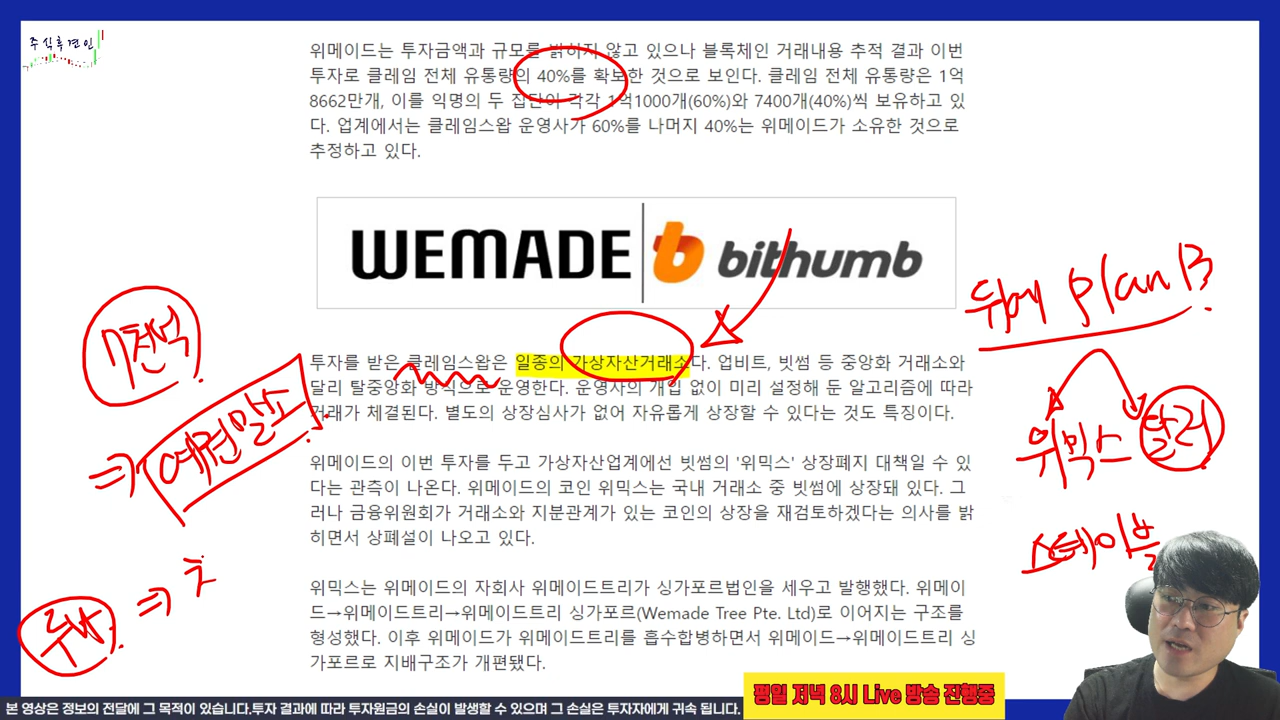 주식후견인
위메이드는 투자금액과 규모를 밝히지 않고 있으나 블록체인 거래내용 추적 결과 이번
투자로 클레임 전체 유통량의 40%를 확보한 것으로 보인다. 클레임 전체 유통량은 1억
8662만개, 이를 익명의 두 집단이 각각 1억1000개(60%)와 7400개(40%)씩 보유하고 있
다. 업계에서는 클레임스왑 운영사가 60%를 나머지 40%는 위메이드가 소유한 것으로
추정하고 있다.
WEMADE
bithumb
위메 plan B
7천억
투자를 받은 클레임스왑은 일종의 가상자산거래소다. 업비트, 빗썸 등 중앙화 거래소와
달리 탈중앙화 방식으로 운영한다. 운영사의 개입 없이 미리 설정해 둔 알고리즘에 따라
거래가 체결된다. 별도의 상장심사가 없어 자유롭게 상장할 수 있다는 것도 특징이다.
⇒ 여권말소
위믹스 달러
위메이드의 이번 투자를 두고 가상자산업계에선 빗썸의 '위믹스' 상장폐지 대책일 수 있
다는 관측이 나온다. 위메이드의 코인 위믹스는 국내 거래소 중 빗썸에 상장돼 있다. 그
러나 금융위원회가 거래소와 지분관계가 있는 코인의 상장을 재검토하겠다는 의사를 밝
히면서 상폐설이 나오고 있다.
스테이블
위믹스는 위메이드의 자회사 위메이드트리가 싱가포르법인을 세우고 발행했다. 위메이
드→위메이드트리→위메이드트리 싱가포르(Wemade Tree Pte. Ltd)로 이어지는 구조를
형성했다. 이후 위메이드가 위메이드트리를 흡수합병하면서 위메이드→위메이드트리 싱
가포르로 지배구조가 개편됐다.
평일 저녁 8시 Live 방송 진행중
본 영상은 정보의 전달에 그 목적이 있습니다.투자 결과에 따라 투자원금의 손실이 발생할 수 있으며 그 손실은 투자자에게 귀속 됩니다.